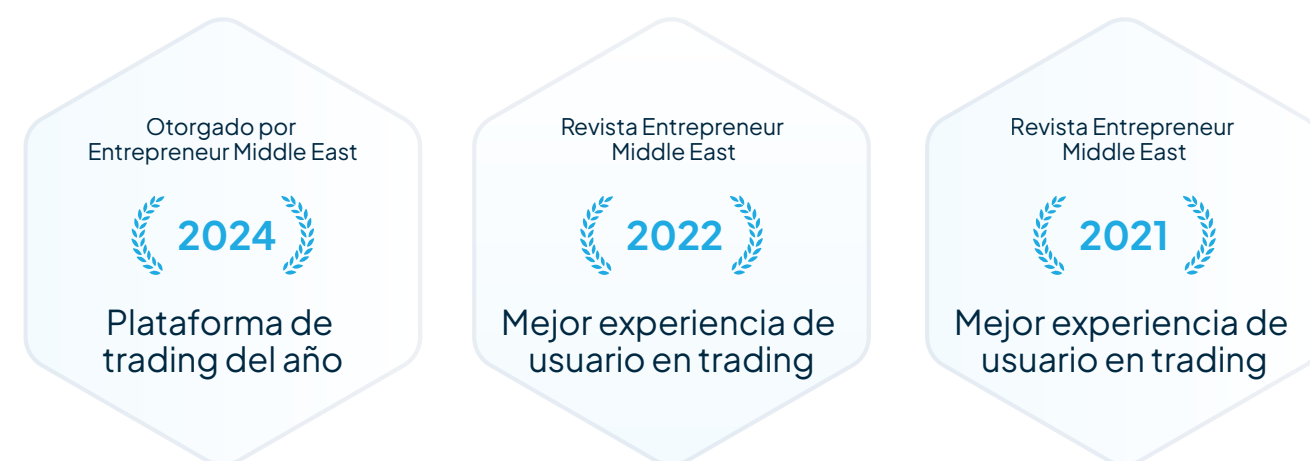 Otorgado por
Entrepreneur Middle East
2024
Plataforma de
trading del año
Revista Entrepreneur
Middle East
2022
Mejor experiencia de
usuario en trading
Revista Entrepreneur
Middle East
2021
Mejor experiencia de
usuario en trading